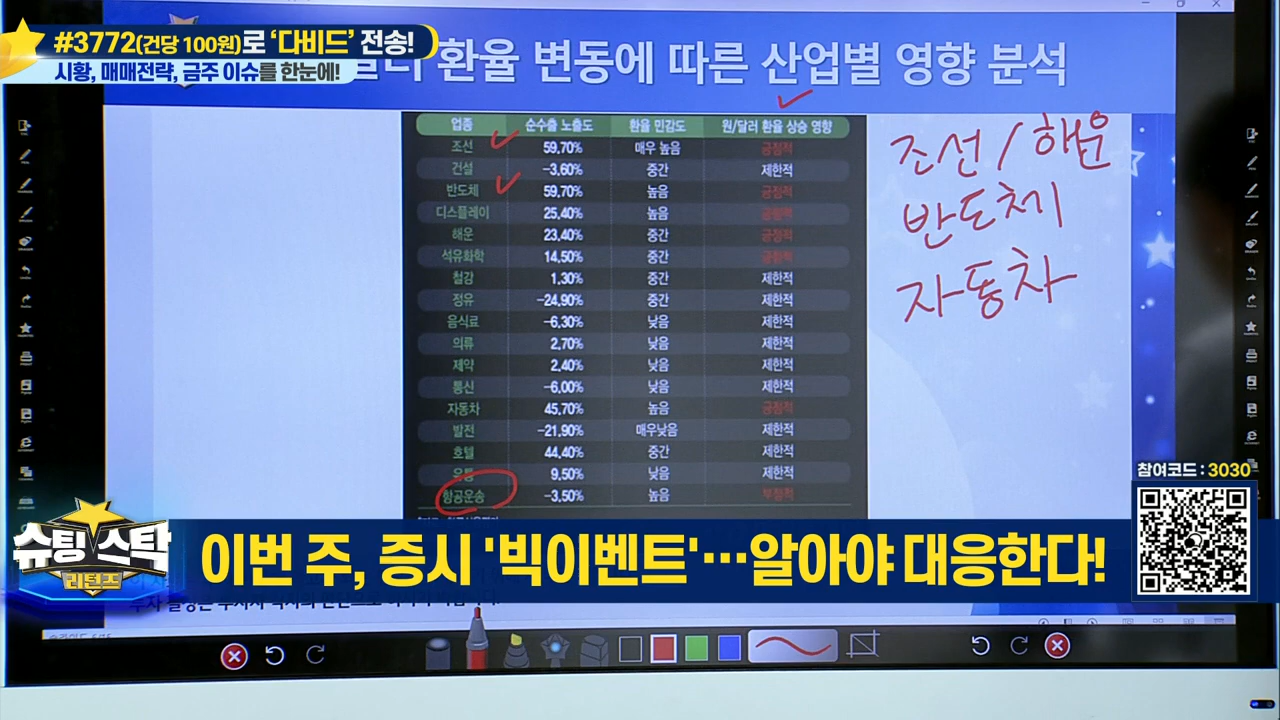 #3772(건당 100원)로 '다비드' 전송!
시황, 매매전략, 금주 이슈를 한눈에!
환율 변동에 따른 산업별 영향 분석
업종 순수출 노출도 환율 민감도 원/달러 환율 상승 영향
조선 59.70% 매우 높음 긍정적
건설 -3.60% 중간 제한적
반도체 59.70% 높음 긍정적
디스플레이 25.40% 높음 긍정적
해운 23.40% 중간 긍정적
석유화학 14.50% 중간 긍정적
철강 1.30% 중간 제한적
정유 -24.90% 중간 제한적
음식료 -6.30% 낮음 제한적
의류 2.70% 낮음 제한적
제약 2.40% 낮음 제한적
통신 -6.00% 낮음 제한적
자동차 45.70% 높음 긍정적
발전 -21.90% 매우낮음 제한적
호텔 44.40% 중간 제한적
유통 9.50% 낮음 제한적
항공운송 -3.50% 높음 부정적
조선/해운
반도체
자동차
참여코드 : 3030
슈팅스탁
리턴즈
이번 주, 증시 '빅이벤트'…알아야 대응한다!